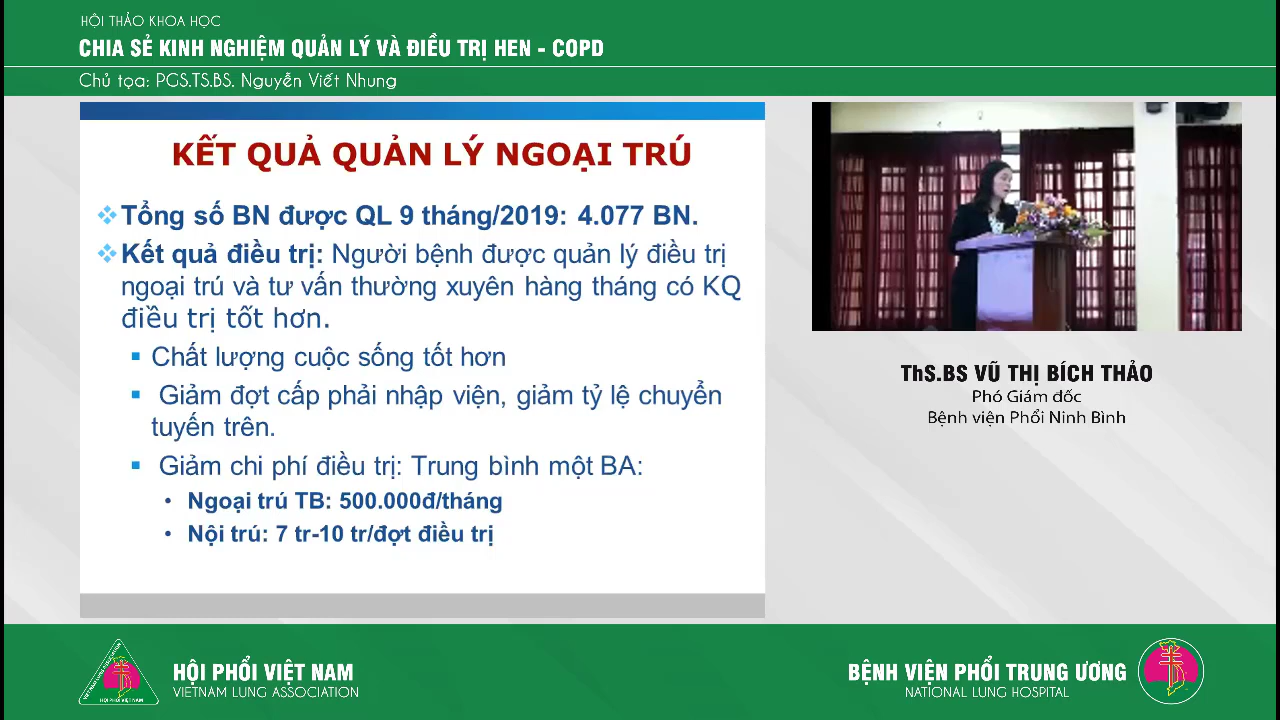 HỘI THẢO KHOA HỌC
CHIA SẺ KINH NGHIỆM QUẢN LÝ VÀ ĐIỀU TRỊ HEN - COPD
Chủ tọa: PGS.TS.BS. Nguyễn Viết Nhung
KẾT QUẢ QUẢN LÝ NGOẠI TRÚ
Tổng số BN được QL 9 tháng/2019: 4.077 BN.
Kết quả điều trị: Người bệnh được quản lý điều trị
ngoại trú và tư vấn thường xuyên hàng tháng có KQ
điều trị tốt hơn.
Chất lượng cuộc sống tốt hơn
Giảm đợt cấp phải nhập viện, giảm tỷ lệ chuyển
tuyến trên.
Giảm chi phí điều trị: Trung bình một BA:
• Ngoại trú TB: 500.000đ/tháng
• Nội trú: 7 tr-10 tr/đợt điều trị
ThS.BS VŨ THỊ BÍCH THẢO
Phó Giám đốc
Bệnh viện Phổi Ninh Bình
VIETNAM LUNG ASSOCIATION
HỘI PHỔI VIỆT NAM
HỘI PHỔI VIỆT NAM
VIETNAM LUNG ASSOCIATION
BỆNH VIỆN PHỔI TRUNG ƯƠNG
NATIONAL LUNG HOSPITAL